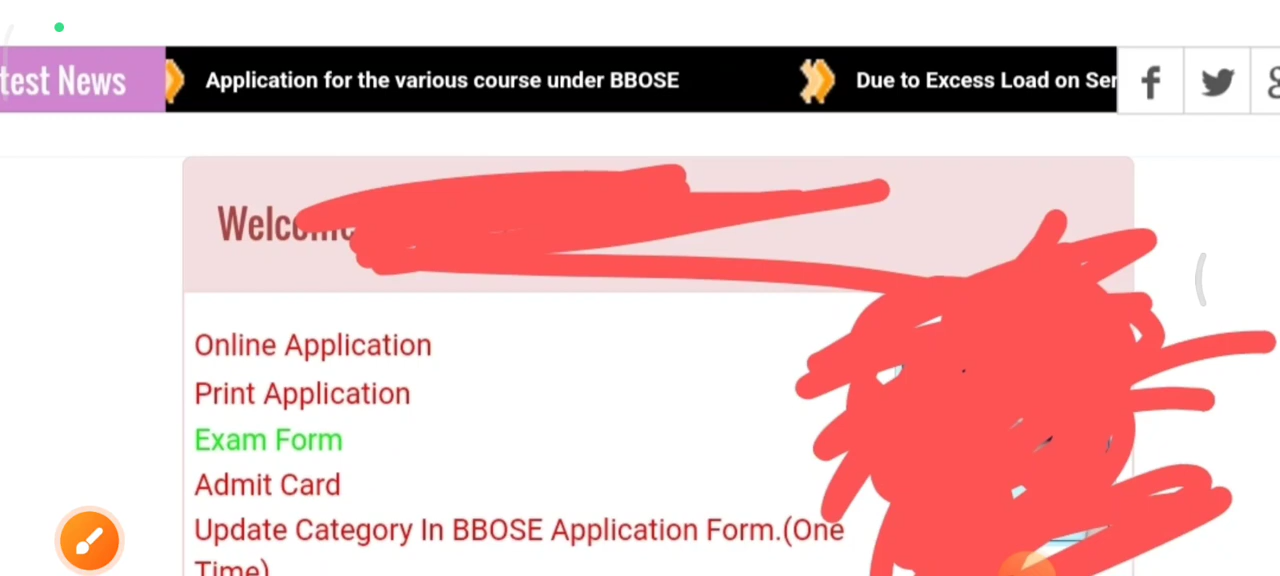 test News
Application for the various course under BBOSE
Due to Excess Load on Ser
Online Application
Print Application
Exam Form
Admit Card
Update Category In BBOSE Application Form.(One
Time)